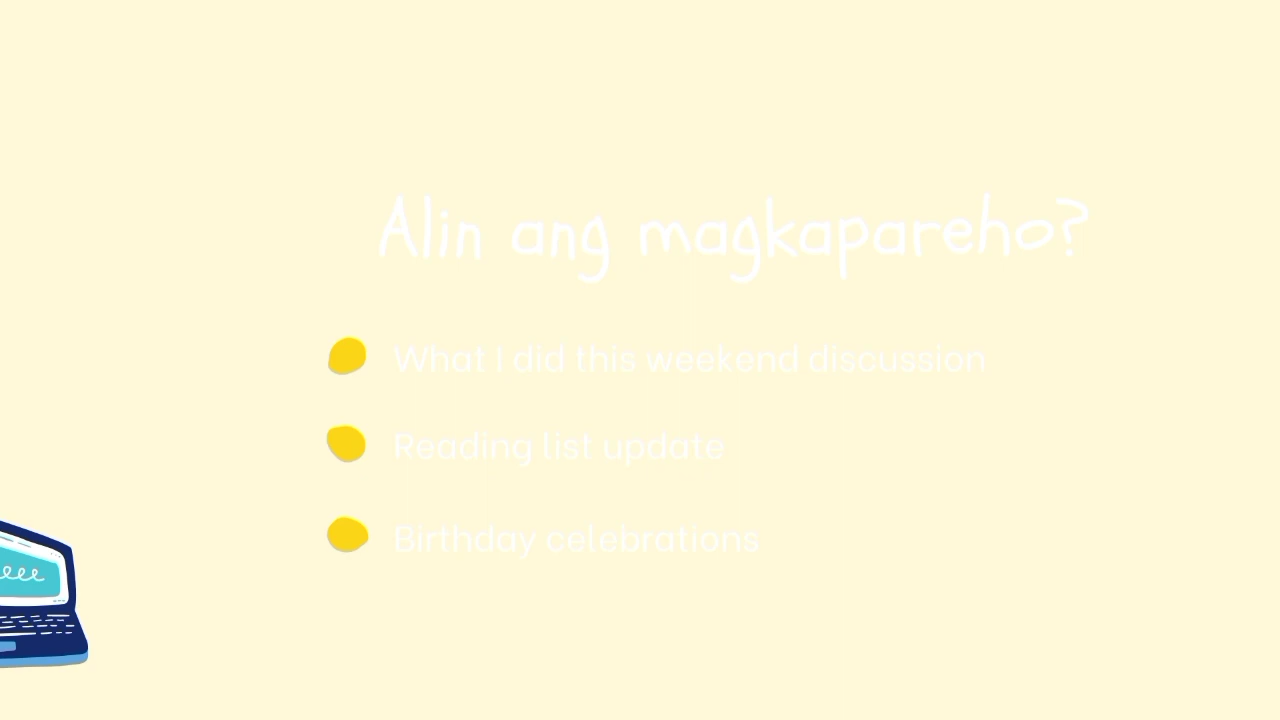 Alin ang magkapareho?
What I did this weekend discussion
Reading list update
Birthday celebrations